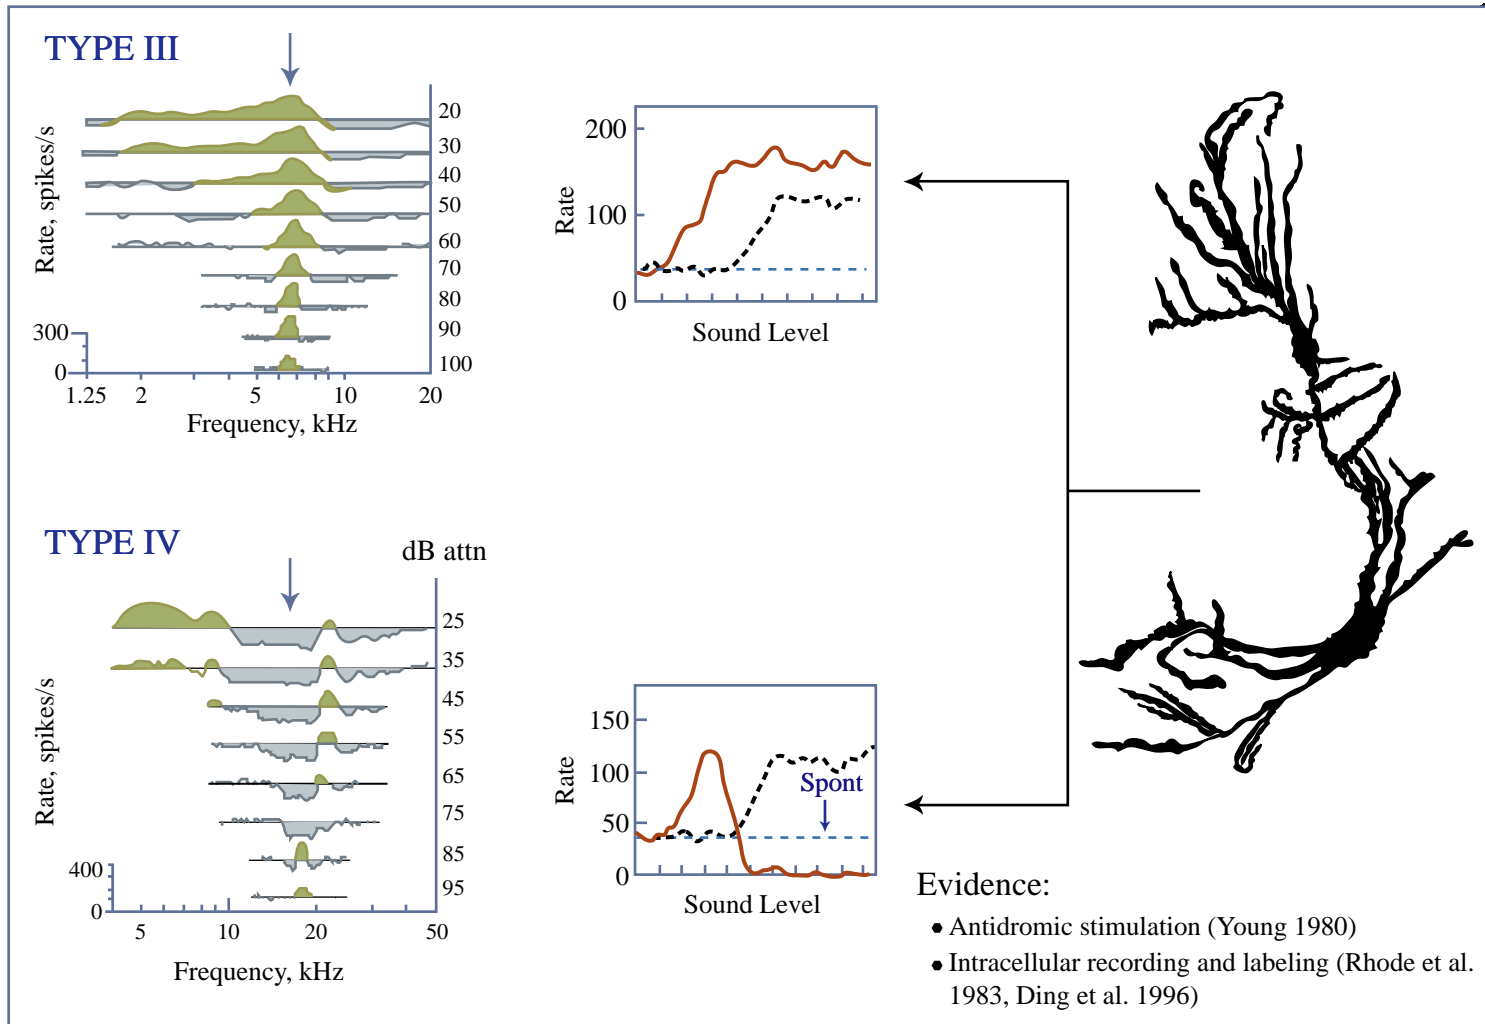 TYPE III
Rate, spikes/s
20
30
40
50
60
70
80
90
100
300
0
1.25 2 5 10 20
Frequency, kHz
200
100
0
Rate
Sound Level
TYPE IV
dB attn
Rate, spikes/s
25
35
45
55
65
75
85
95
400
0
5 10 20 50
Frequency, kHz
150
100
50
0
Rate
Spont
Sound Level
Evidence:
Antidromic stimulation (Young 1980)
Intracellular recording and labeling (Rhode et al.
1983, Ding et al. 1996)